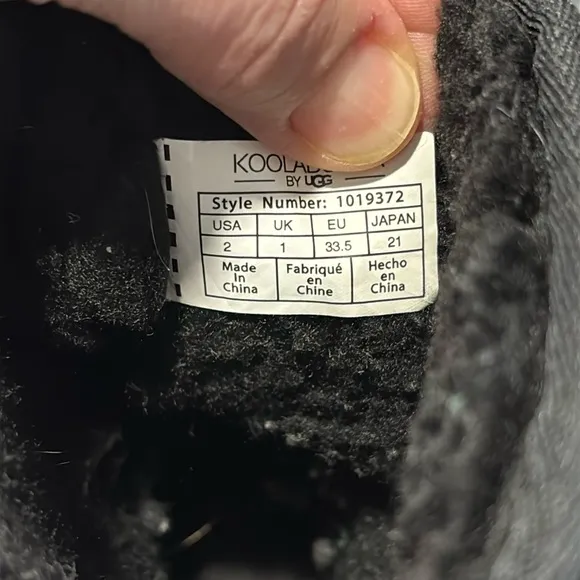 BY UGG
Style Number: 1019372
USA UK EU JAPAN
2 1 33.5 21
Made Fabriqué Hecho
In en en
China Chine China